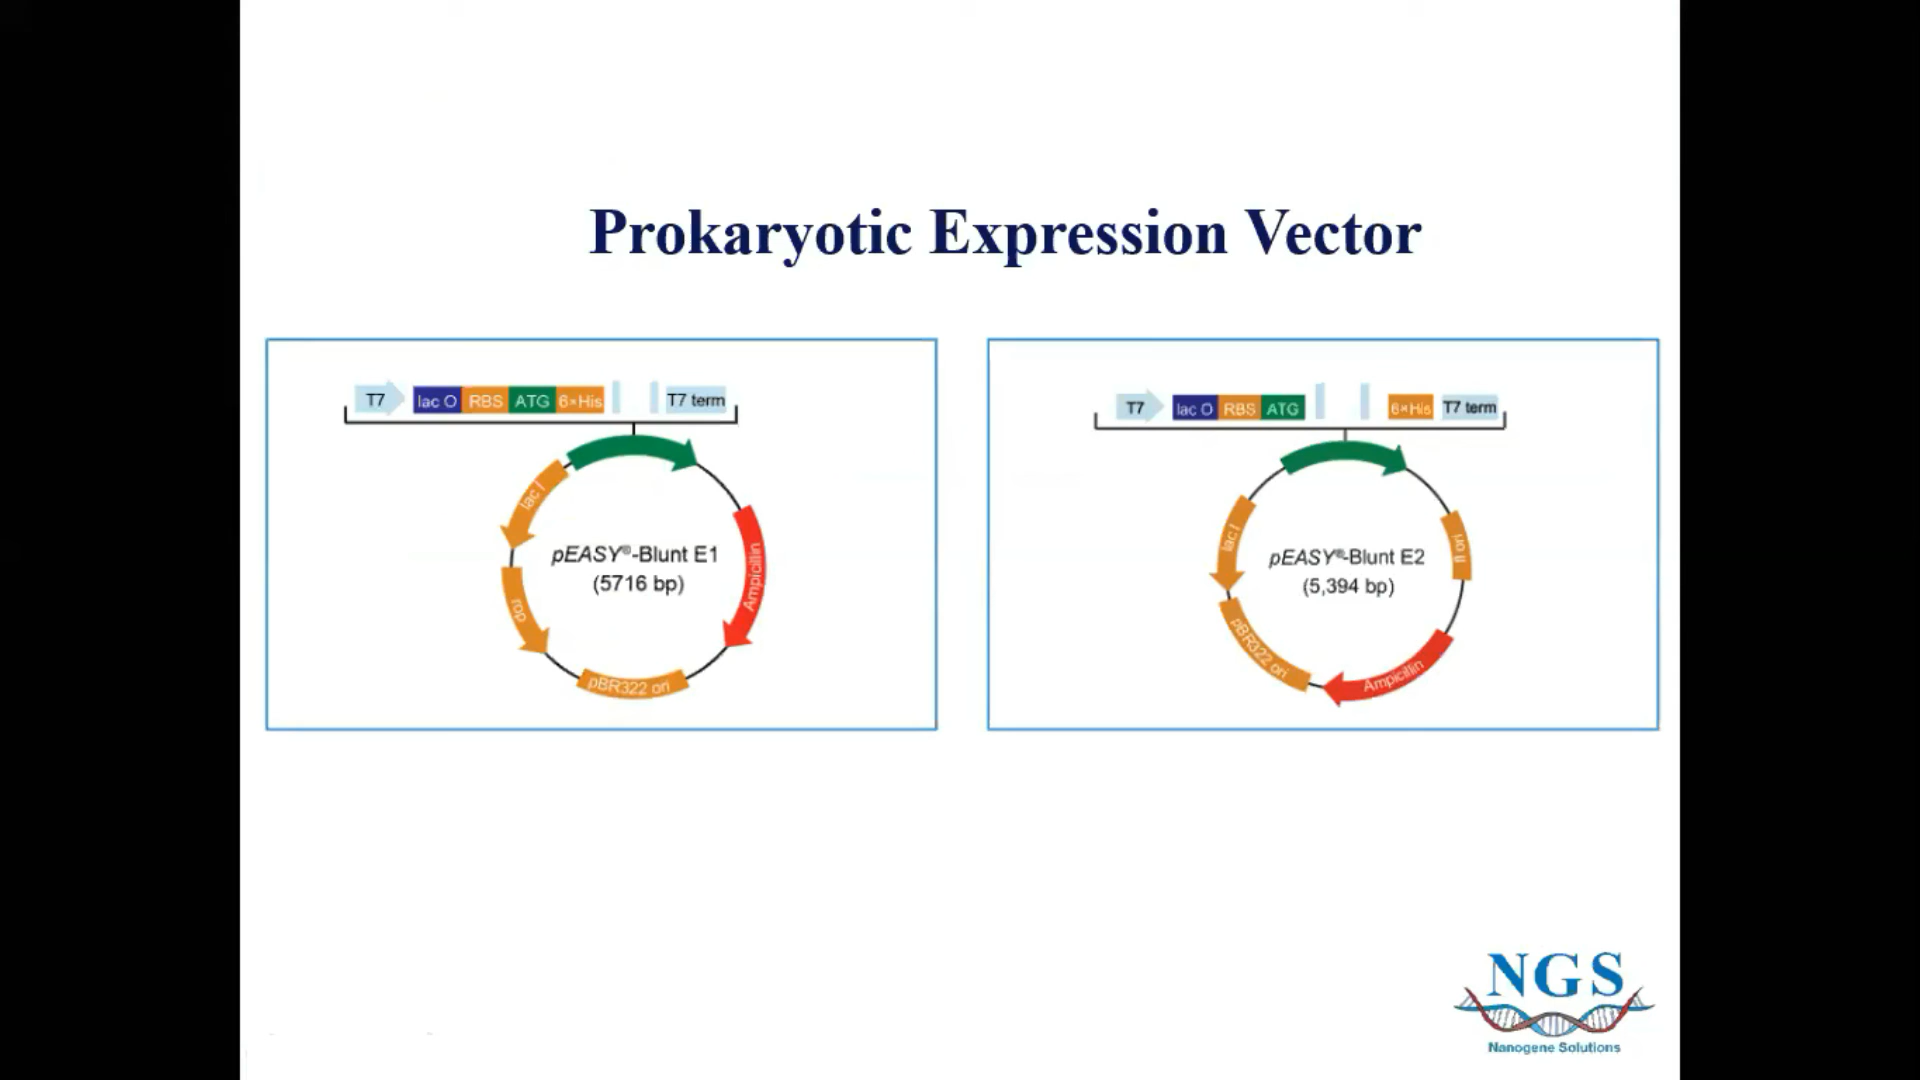 Prokaryotic Expression Vector
T7 lac O RBS ATG 6×His T7 term
lac I
rop
pBR322 ori
Ampicillin
pEASY®-Blunt E1
(5716 bp)
T7 lac O RBS ATG 6×His T7 term
lac I
pBR322 ori
Ampicillin
f1 ori
pEASY®-Blunt E2
(5,394 bp)
NGS
Nanogene Solutions